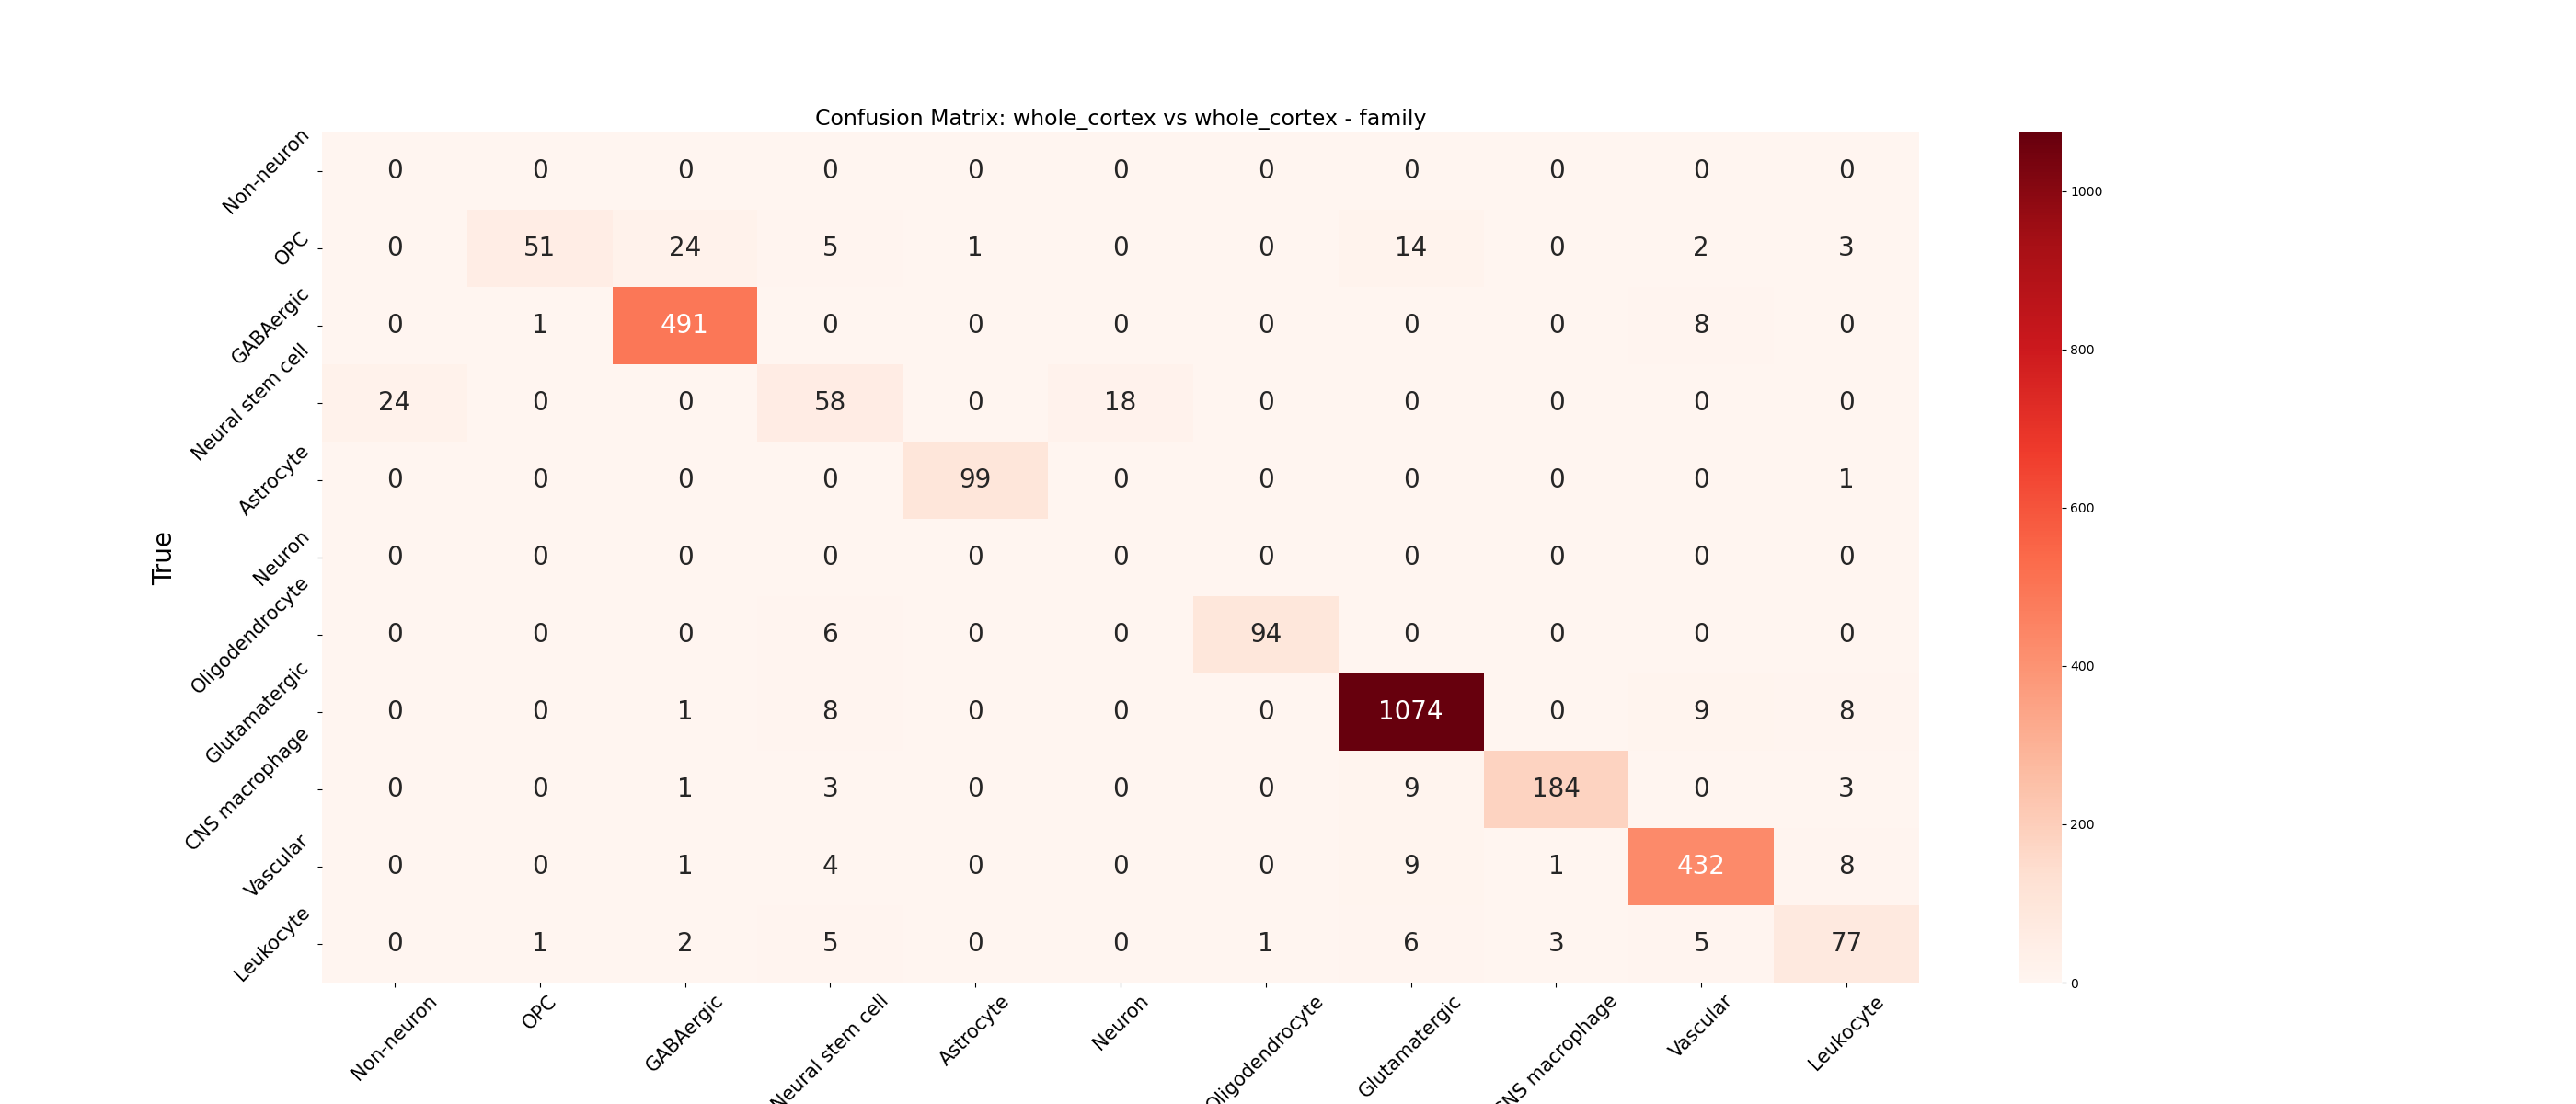 Confusion Matrix: whole_cortex vs whole_cortex - family
Non-neuron 0 0 0 0 0 0 0 0 0 0 0
OPC 0 51 24 5 1 0 0 14 0 2 3
GABAergic 0 1 491 0 0 0 0 0 0 8 0
Neural stem cell 24 0 0 58 0 18 0 0 0 0 0
Astrocyte 0 0 0 0 99 0 0 0 0 0 1
Neuron 0 0 0 0 0 0 0 0 0 0 0
Oligodendrocyte 0 0 0 6 0 0 94 0 0 0 0
Glutamatergic 0 0 1 8 0 0 0 1074 0 9 8
CNS macrophage 0 0 1 3 0 0 0 9 184 0 3
Vascular 0 0 1 4 0 0 0 9 1 432 8
Leukocyte 0 1 2 5 0 0 1 6 3 5 77
True
Non-neuron OPC GABAergic Neural stem cell Astrocyte Neuron Oligodendrocyte Glutamatergic CNS macrophage Vascular Leukocyte
1000
800
600
400
200
0